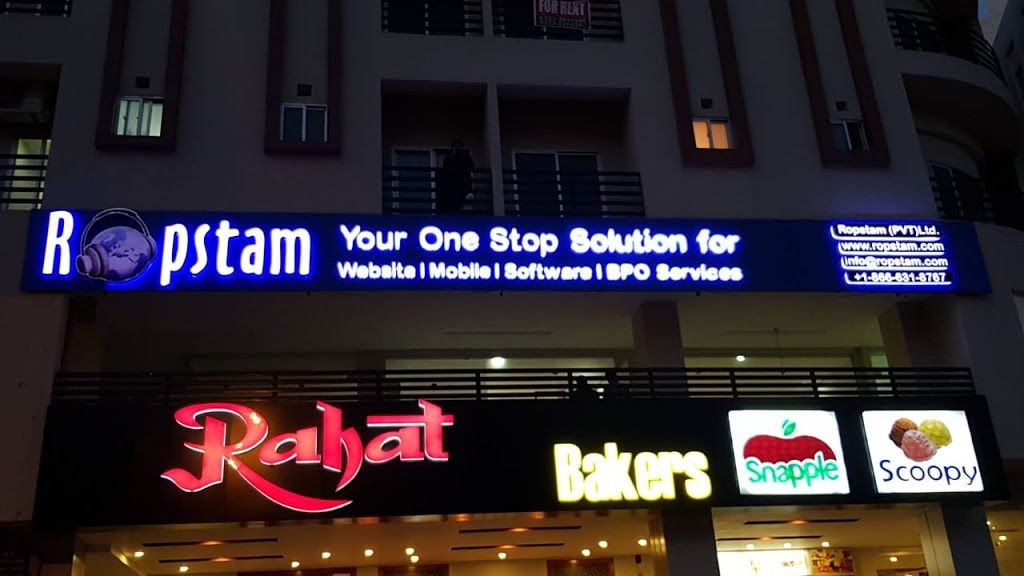 FOR RENT
Ropstam
Your One Stop Solution for
Website | Mobile | Software | BPO Services
Ropstam (PVT)Ltd.
www.ropstam.com
info@ropstam.com
+1-866-631-8767
Rahat
Bakers
Snapple
Scoopy